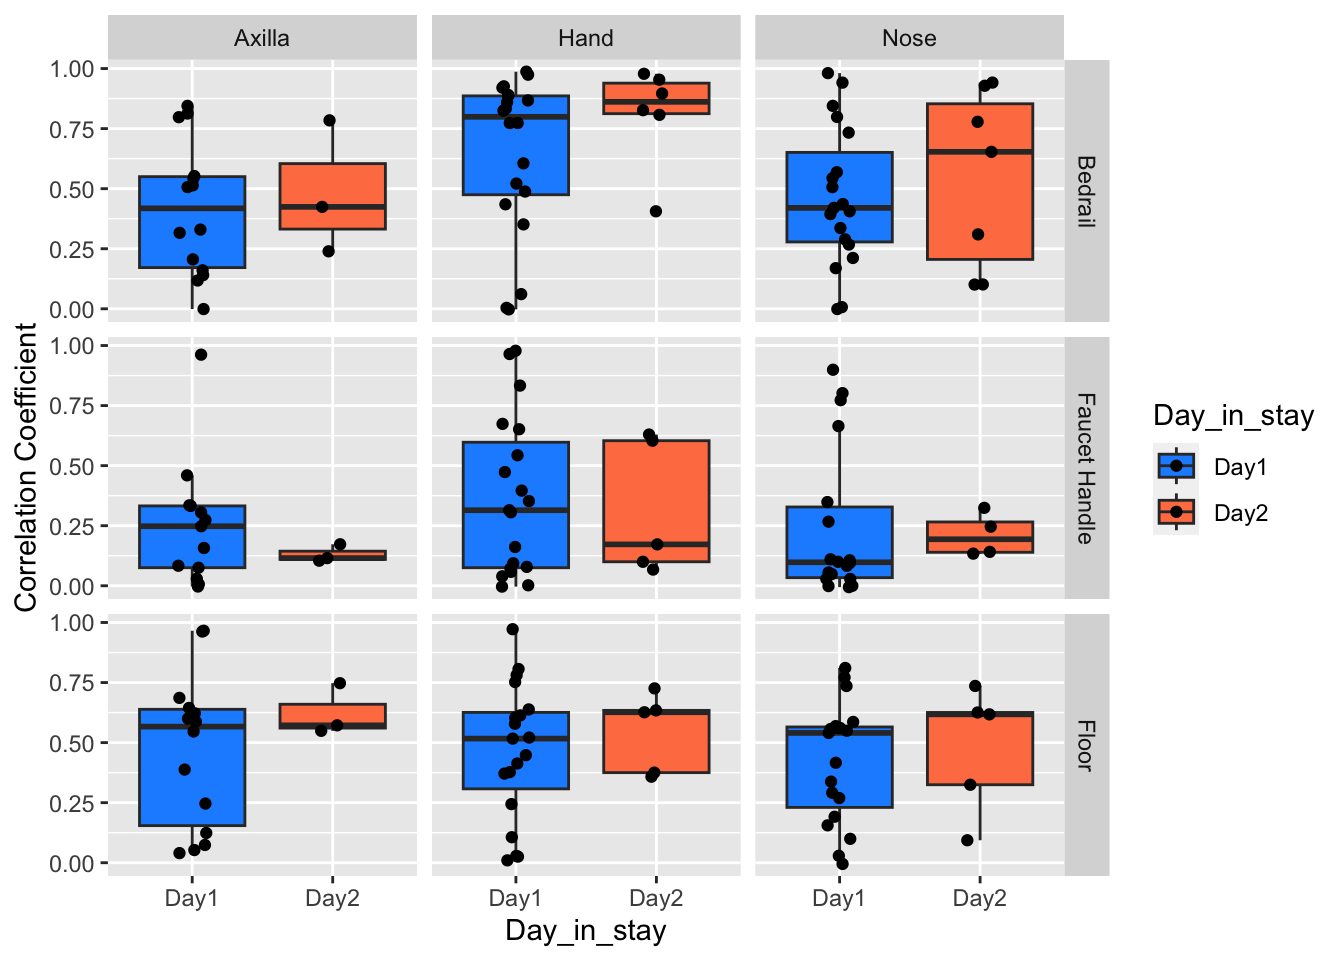 Axilla Hand Nose
1.00
0.75
0.50
0.25
0.00
Bedrail
1.00
0.75
0.50
0.25
0.00
Faucet Handle
1.00
0.75
0.50
0.25
0.00
Floor
Correlation Coefficient
Day1 Day2 Day1 Day2 Day1 Day2
Day_in_stay
Day_in_stay
Day1
Day2